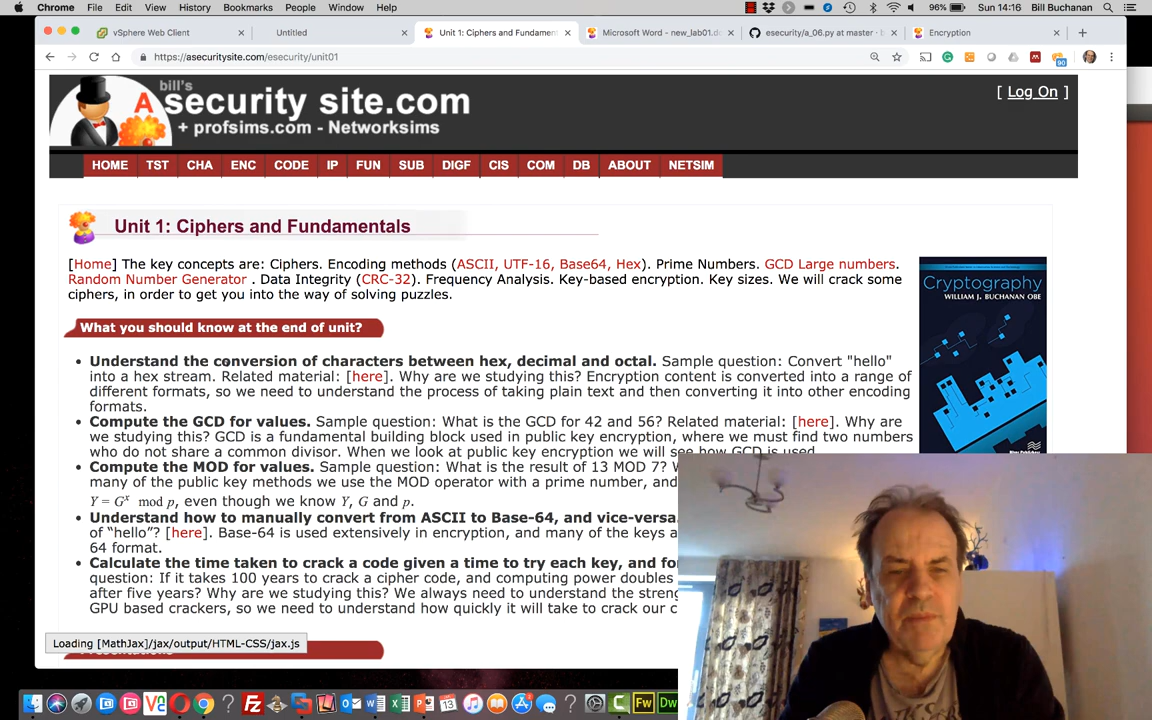 Chrome File Edit View History Bookmarks People Window Help 96% Sun 14:16 Bill Buchanan
vSphere Web Client Untitled Unit 1: Ciphers and Fundamen Microsoft Word - new_lab01.d esecurity/a_06.py at master · Encryption
https://asecuritysite.com/esecurity/unit01
90
bill's
A security site.com
+ profsims.com - Networksims
[ Log On ]
HOME TST CHA ENC CODE IP FUN SUB DIGF CIS COM DB ABOUT NETSIM
Unit 1: Ciphers and Fundamentals
[Home] The key concepts are: Ciphers. Encoding methods (ASCII, UTF-16, Base64, Hex). Prime Numbers. GCD Large numbers.
Random Number Generator . Data Integrity (CRC-32). Frequency Analysis. Key-based encryption. Key sizes. We will crack some
ciphers, in order to get you into the way of solving puzzles.
Cryptography
WILLIAM J. BUCHANAN OBE
What you should know at the end of unit?
Understand the conversion of characters between hex, decimal and octal. Sample question: Convert "hello"
into a hex stream. Related material: [here]. Why are we studying this? Encryption content is converted into a range of
different formats, so we need to understand the process of taking plain text and then converting it into other encoding
formats.
Compute the GCD for values. Sample question: What is the GCD for 42 and 56? Related material: [here]. Why are
we studying this? GCD is a fundamental building block used in public key encryption, where we must find two numbers
who do not share a common divisor. When we look at public key encryption we will see how GCD is used.
Compute the MOD for values. Sample question: What is the result of 13 MOD 7?
many of the public key methods we use the MOD operator with a prime number, and
Y = G^x mod p, even though we know Y, G and p.
Understand how to manually convert from ASCII to Base-64, and vice-versa.
of “hello”? [here]. Base-64 is used extensively in encryption, and many of the keys a
64 format.
Calculate the time taken to crack a code given a time to try each key, and fo
question: If it takes 100 years to crack a cipher code, and computing power doubles
after five years? Why are we studying this? We always need to understand the streng
GPU based crackers, so we need to understand how quickly it will take to crack our c
Loading [MathJax]/jax/output/HTML-CSS/jax.js
13 Fw Dw